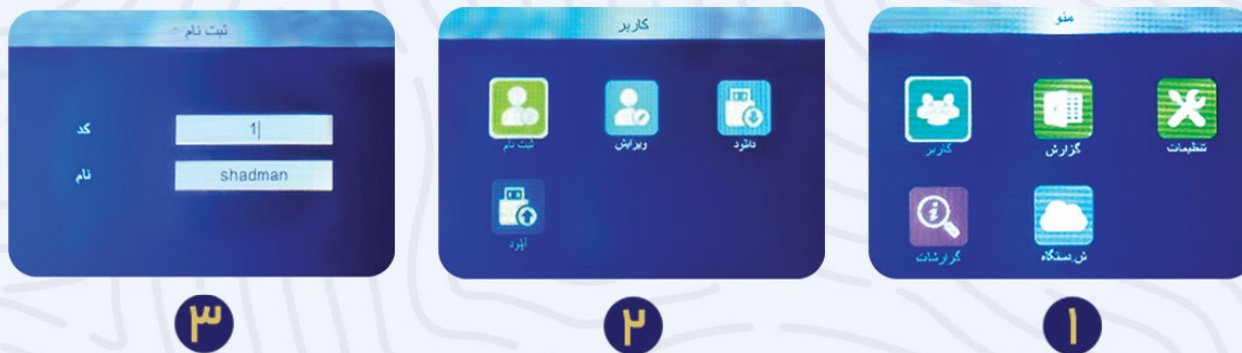 منو
کاربر
گزارش
تنظیمات
گزارشات
ش.دستگاه
۱
کاربر
ثبت نام
ویرایش
دانلود
آپلود
۲
ثبت نام
کد
1
نام
shadman
۳